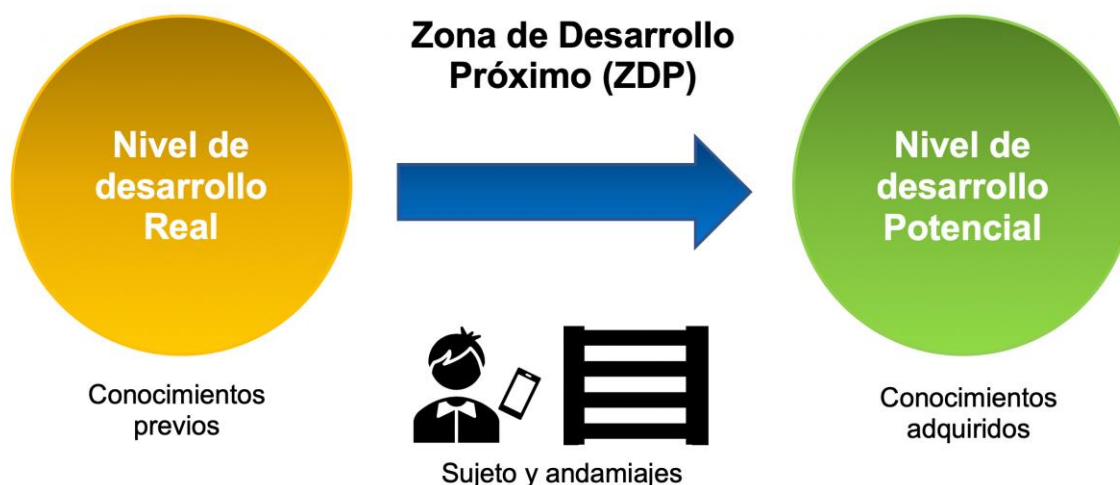 Zona de Desarrollo
Próximo (ZDP)
Nivel de
desarrollo
Real
Nivel de
desarrollo
Potencial
Conocimientos
previos
Sujeto y andamiajes
Conocimientos
adquiridos